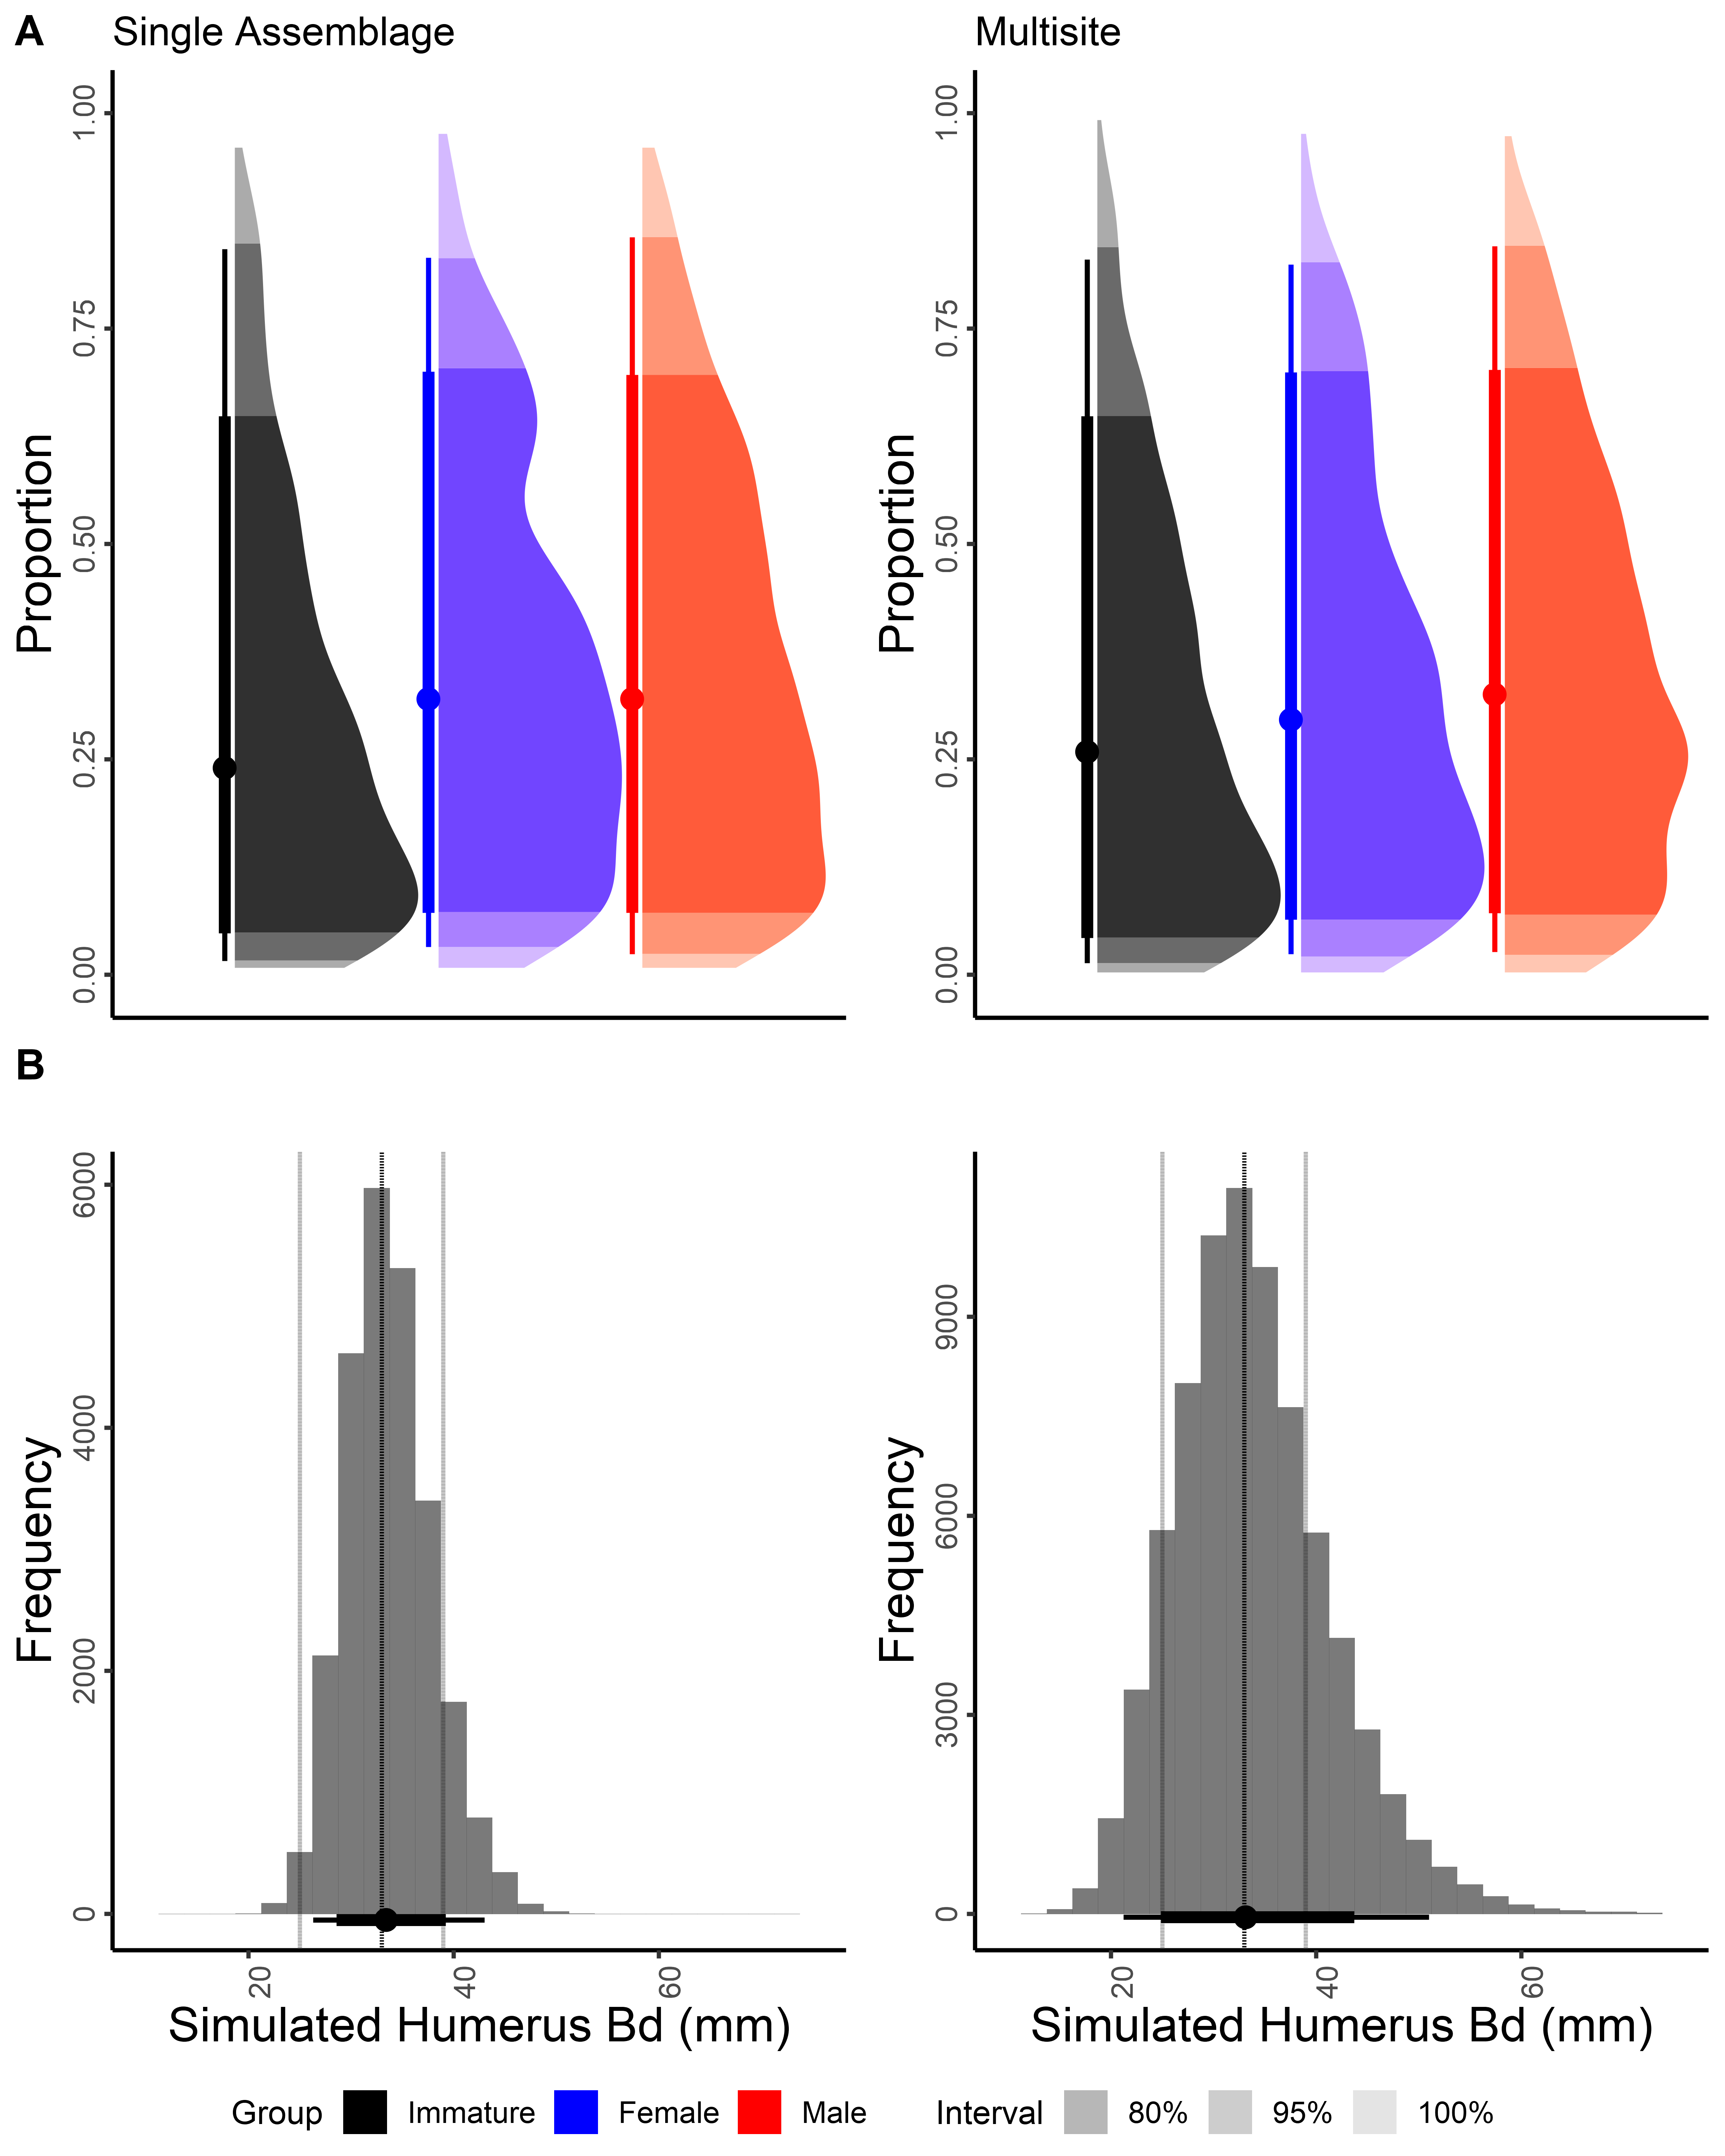 A
Single Assemblage
Multisite
Proportion
1.00
0.75
0.50
0.25
0.00
Proportion
1.00
0.75
0.50
0.25
0.00
B
Frequency
6000
4000
2000
0
20
40
60
Simulated Humerus Bd (mm)
Frequency
9000
6000
3000
0
20
40
60
Simulated Humerus Bd (mm)
Group Immature Female Male Interval 80% 95% 100%